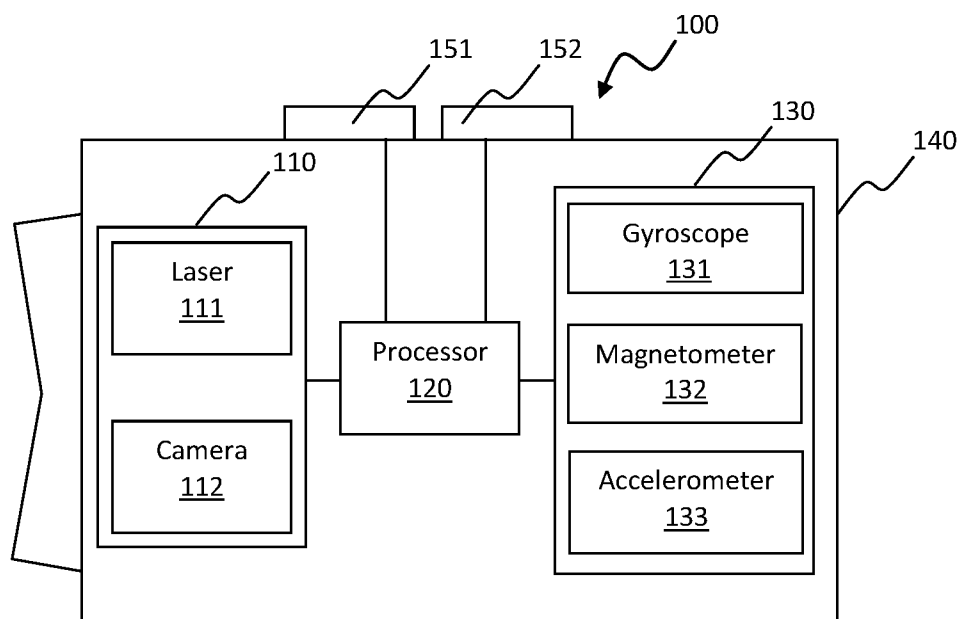 100
151
152
130
140
110
Gyroscope
131
Laser
111
Processor
120
Magnetometer
132
Camera
112
Accelerometer
133